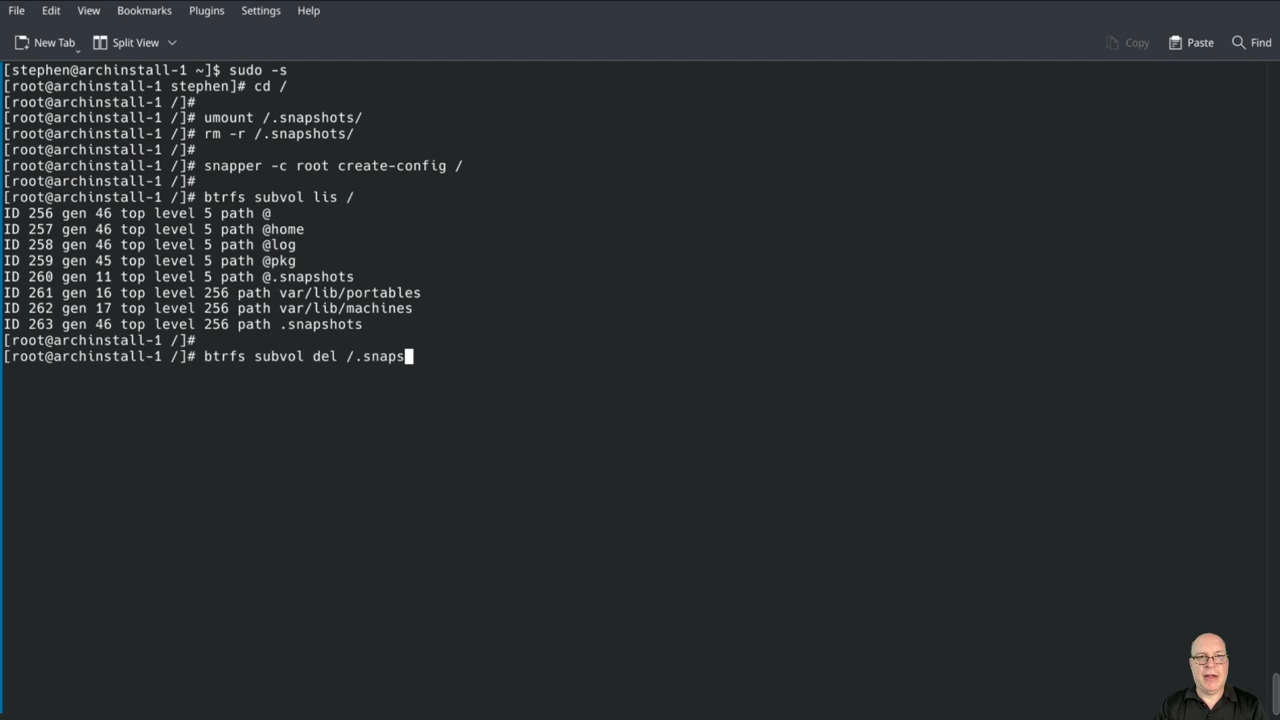 File Edit View Bookmarks Plugins Settings Help
New Tab Split View Copy Paste Find
[stephen@archinstall-1 ~]$ sudo -s
[root@archinstall-1 stephen]# cd /
[root@archinstall-1 /]#
[root@archinstall-1 /]# umount /.snapshots/
[root@archinstall-1 /]# rm -r /.snapshots/
[root@archinstall-1 /]#
[root@archinstall-1 /]# snapper -c root create-config /
[root@archinstall-1 /]#
[root@archinstall-1 /]# btrfs subvol lis /
ID 256 gen 46 top level 5 path @
ID 257 gen 46 top level 5 path @home
ID 258 gen 46 top level 5 path @log
ID 259 gen 45 top level 5 path @pkg
ID 260 gen 11 top level 5 path @.snapshots
ID 261 gen 16 top level 256 path var/lib/portables
ID 262 gen 17 top level 256 path var/lib/machines
ID 263 gen 46 top level 256 path .snapshots
[root@archinstall-1 /]#
[root@archinstall-1 /]# btrfs subvol del /.snaps